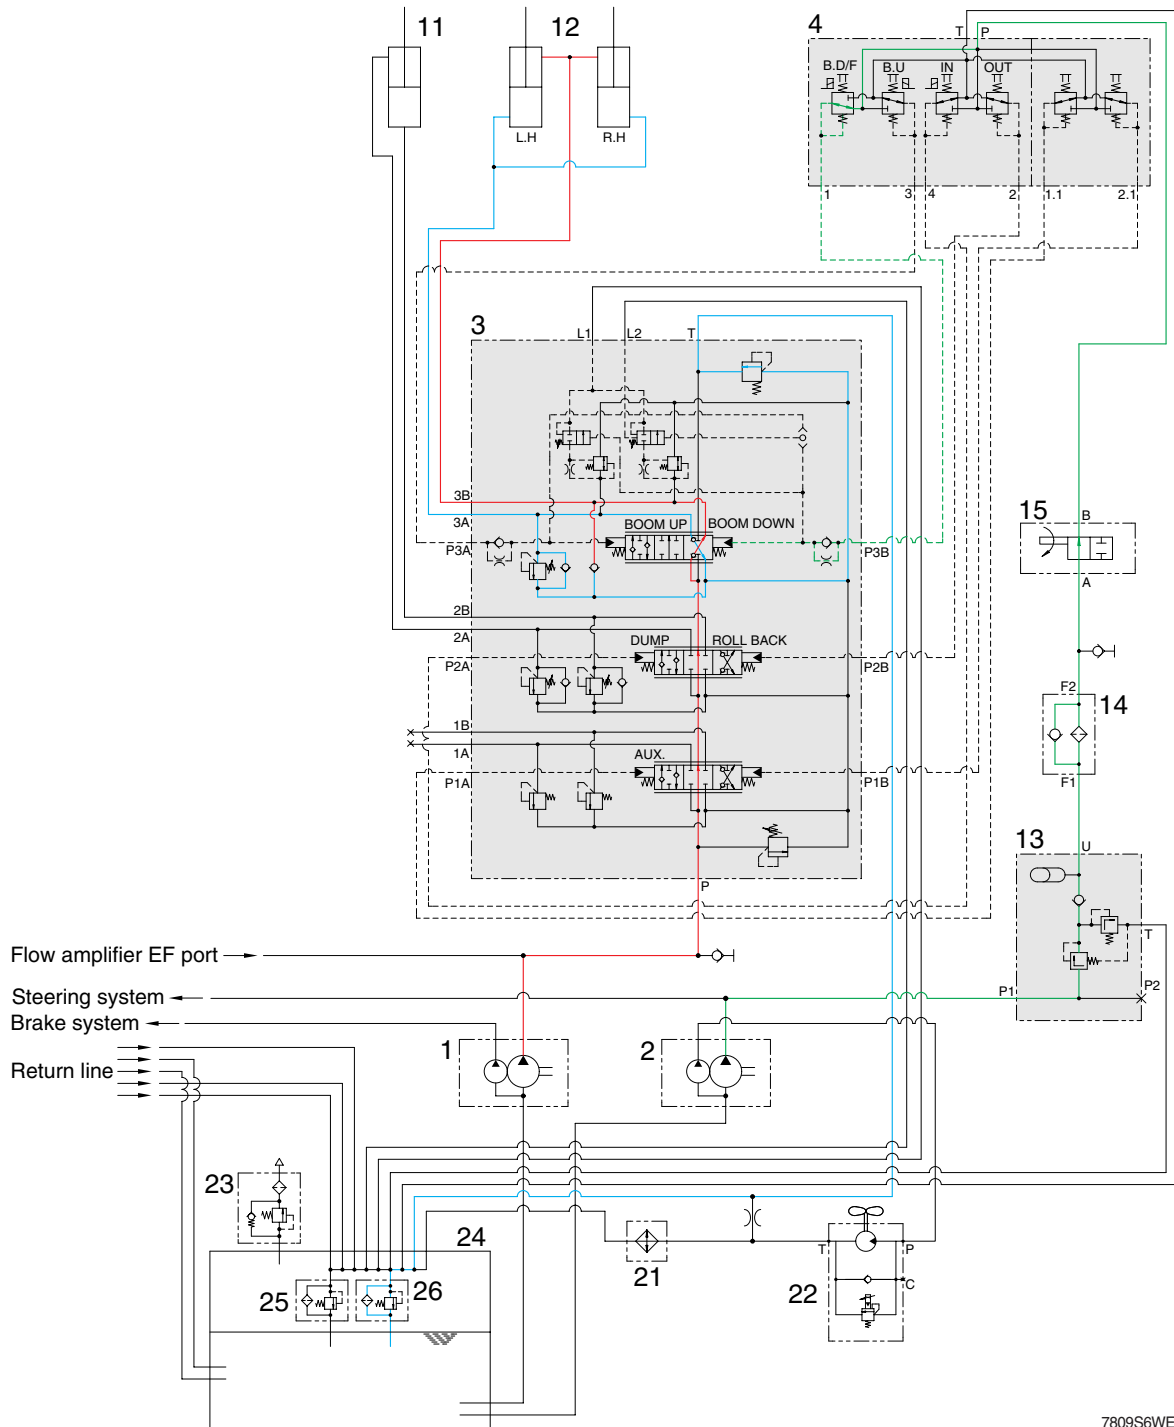 11
12
4
T
P
B.D/F
B.U
IN
OUT
L.H
R.H
1
3
4
2
1.1
2.1
3
L1
L2
T
3B
3A
BOOM UP
BOOM DOWN
P3A
P3B
15
B
A
2B
2A
DUMP
ROLL BACK
P2A
P2B
F2
14
F1
1B
1A
AUX.
P1A
P1B
13
U
P
T
Flow amplifier EF port
Steering system
P1
P2
Brake system
1
2
Return line
23
24
25
26
21
T
P
C
22
7809S6WE